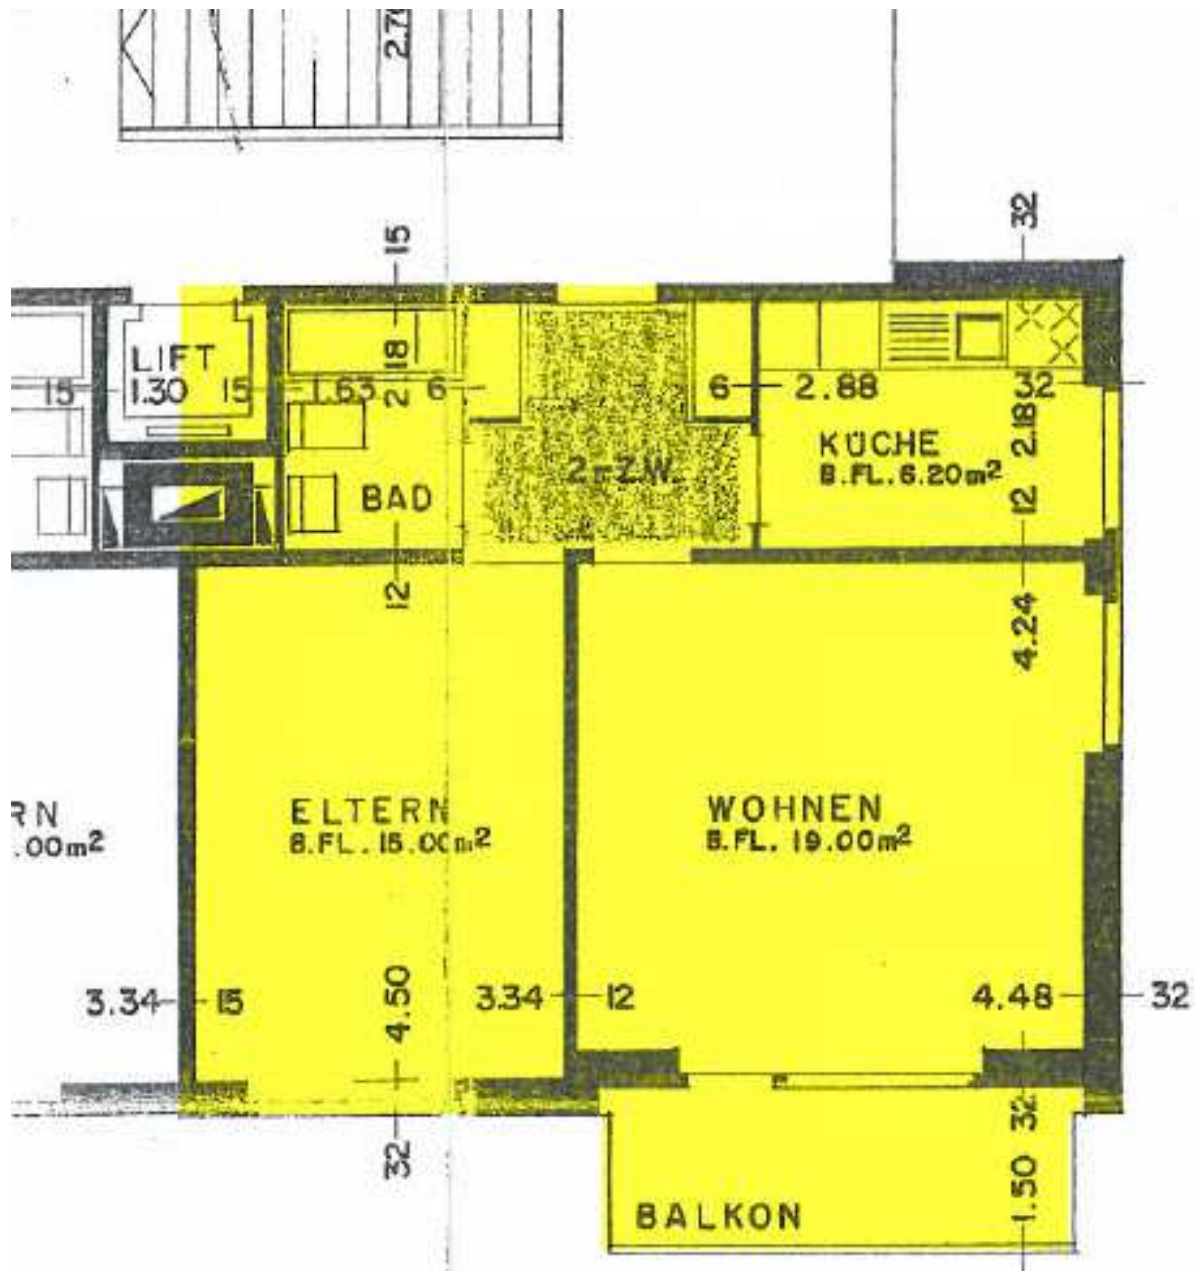 2.70
32
15
LIFT
15
1.30
15
1.63
2.18
6
6
2.88
32
KÜCHE
B.FL.6.20m²
2.18
2-Z.W.
BAD
12
12
4.24
RN
.00m²
ELTERN
B.FL.15.00m²
WOHNEN
B.FL. 19.00m²
3.34
15
4.50
3.34
12
4.48
32
32
32
1.50
BALKON